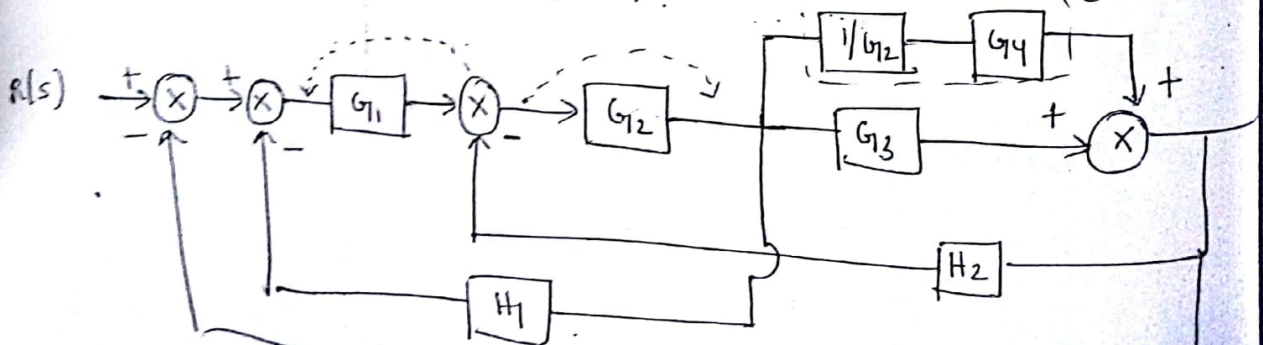 1/G2 G4
R(s) + - + - G1 - G2 G3 + +
H2
H1